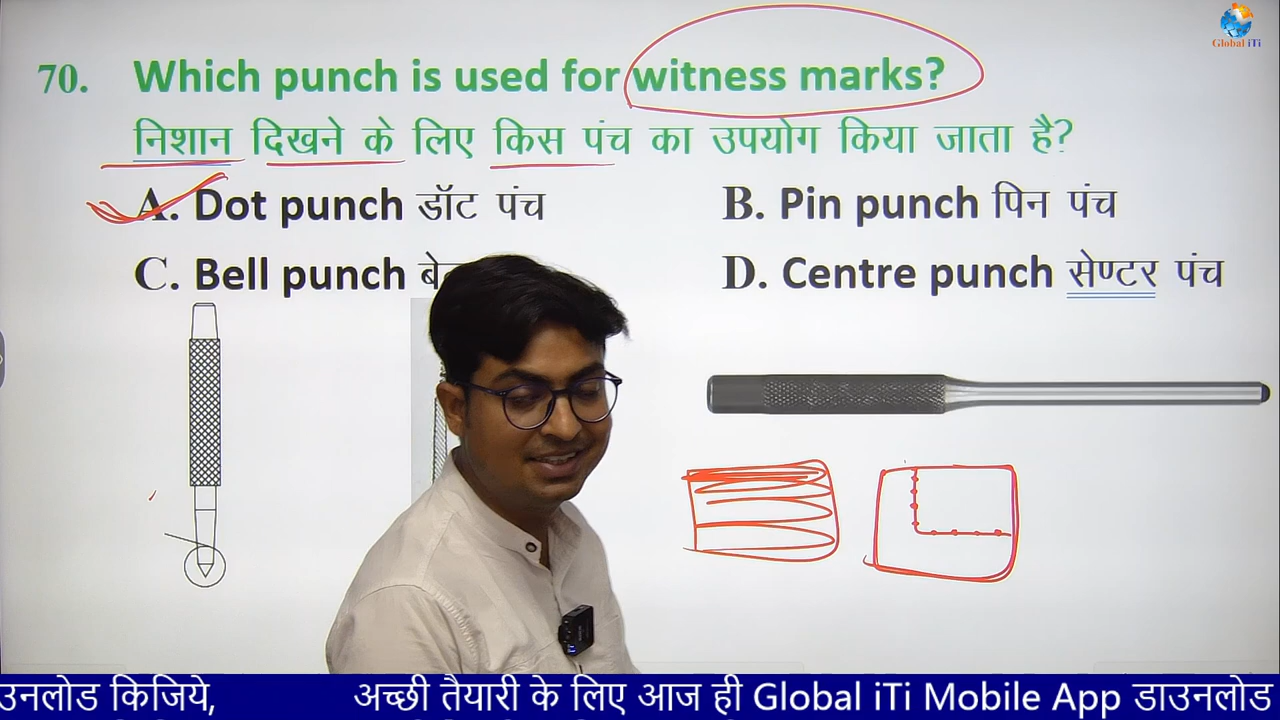 Global iTi
70. Which punch is used for witness marks?
निशान दिखने के लिए किस पंच का उपयोग किया जाता है?
A. Dot punch डॉट पंच
B. Pin punch पिन पंच
C. Bell punch
D. Centre punch सेण्टर पंच
उनलोड किजिये, अच्छी तैयारी के लिए आज ही Global iTi Mobile App डाउनलोड